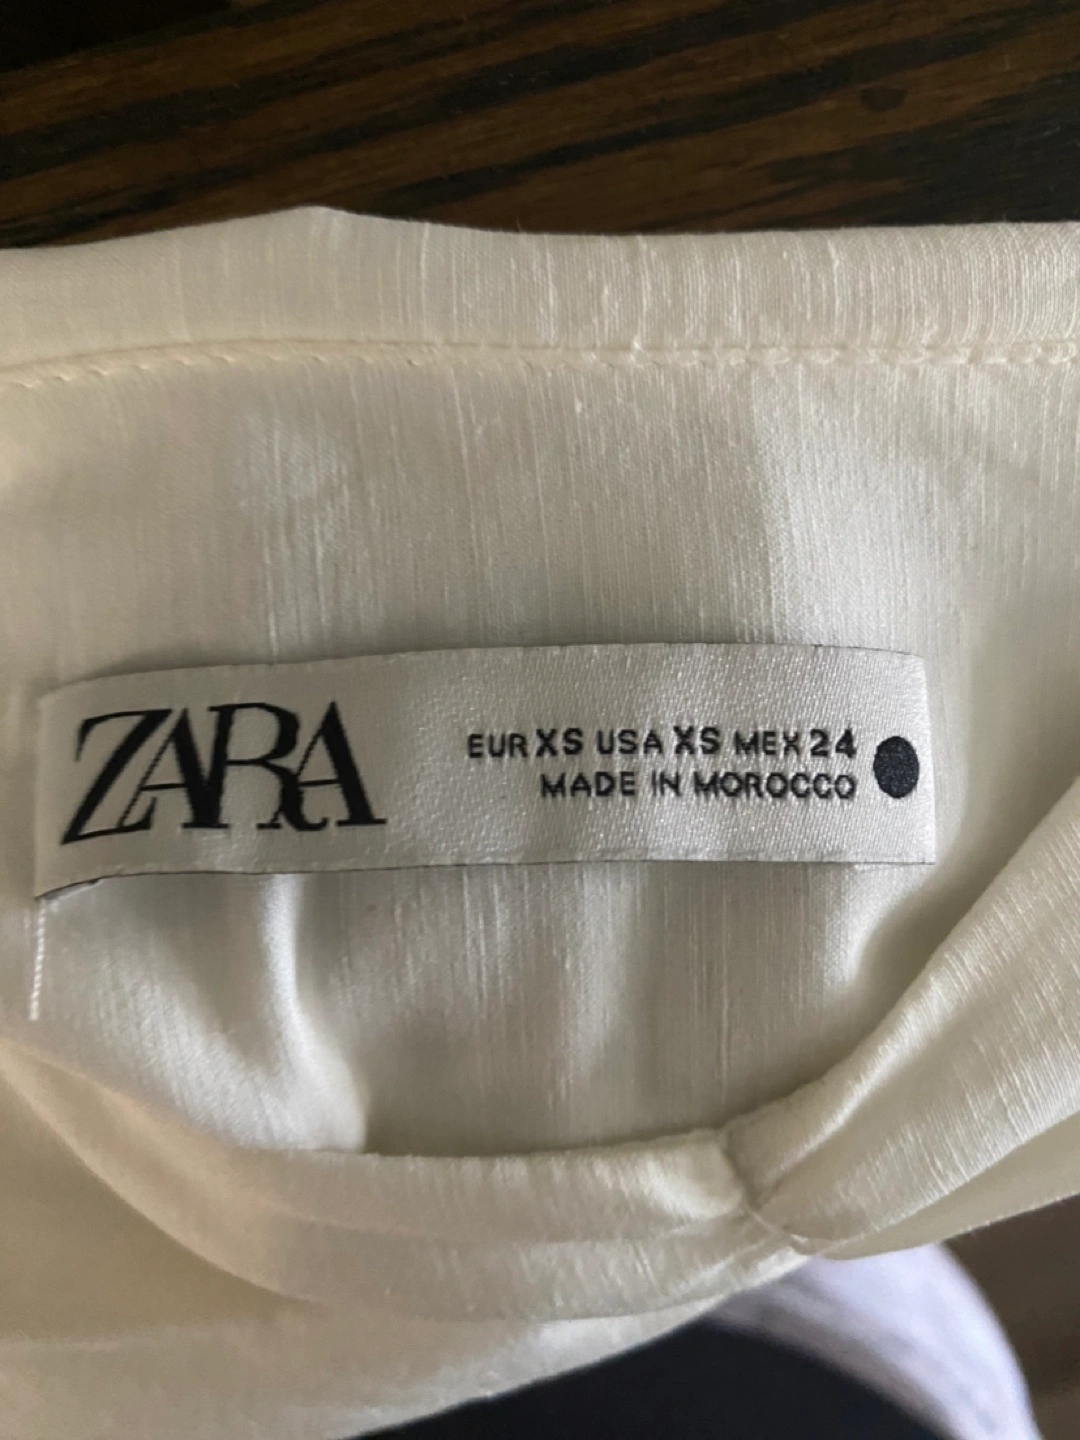 ZARA
EUR XS USA XS MEX 24
MADE IN MOROCCO